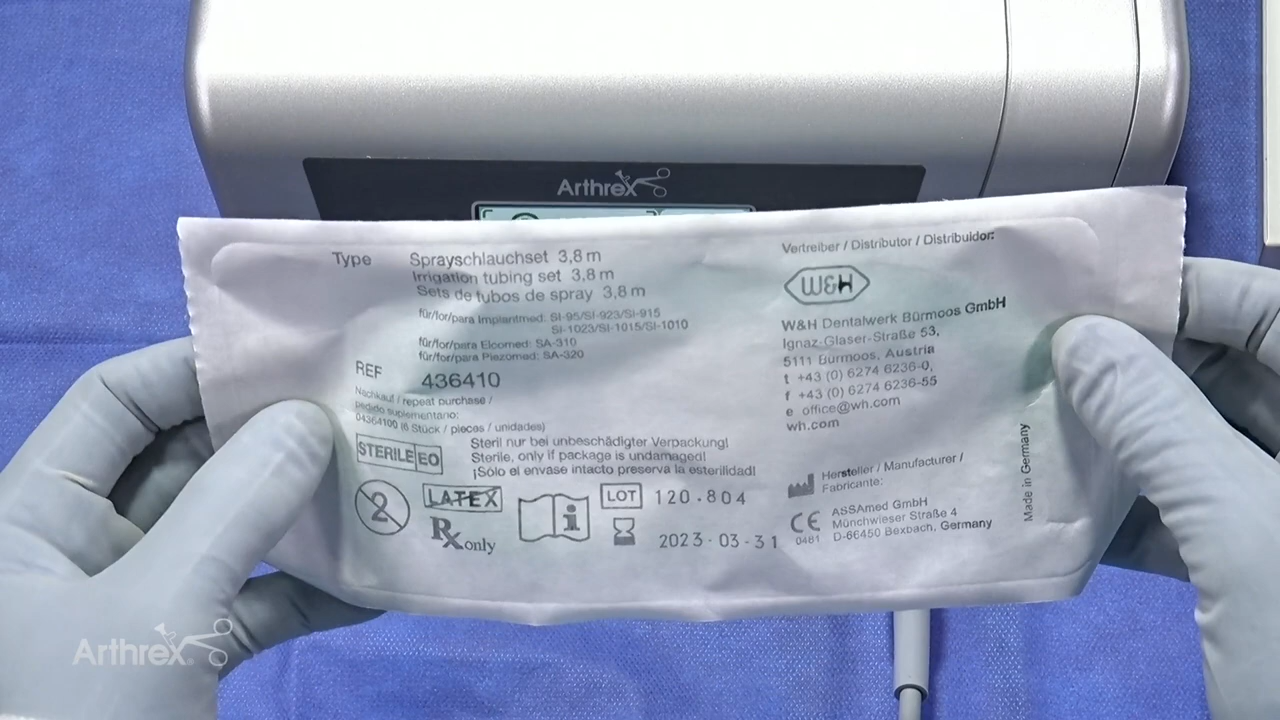 Arthrex
Type Sprayschlauchset 3,8 m
Irrigation tubing set 3,8 m
Sets de tubos de spray 3,8 m
für/for/para Implantmed: SI-95/SI-923/SI-915
SI-1023/SI-1015/SI-1010
für/for/para Elcomed: SA-310
für/for/para Piezomed: SA-320
REF 436410
Nachkauf / repeat purchase /
pedido suplementario:
04364100 (6 Stück / pieces / unidades)
STERILE EO
Steril nur bei unbeschädigter Verpackung!
Sterile, only if package is undamaged!
¡Sólo el envase intacto preserva la esterilidad!
2
LATEX
Rx only
LOT 120.804
2023-03-31
Vertreiber / Distributor / Distribuidor:
W&H
W&H Dentalwerk Bürmoos GmbH
Ignaz-Glaser-Straße 53,
5111 Bürmoos, Austria
t +43 (0) 6274 6236-0,
f +43 (0) 6274 6236-55
e office@wh.com
wh.com
Hersteller / Manufacturer /
Fabricante:
CE 0481
ASSAmed GmbH
Münchwieser Straße 4
D-66450 Bexbach, Germany
Made in Germany
Arthrex